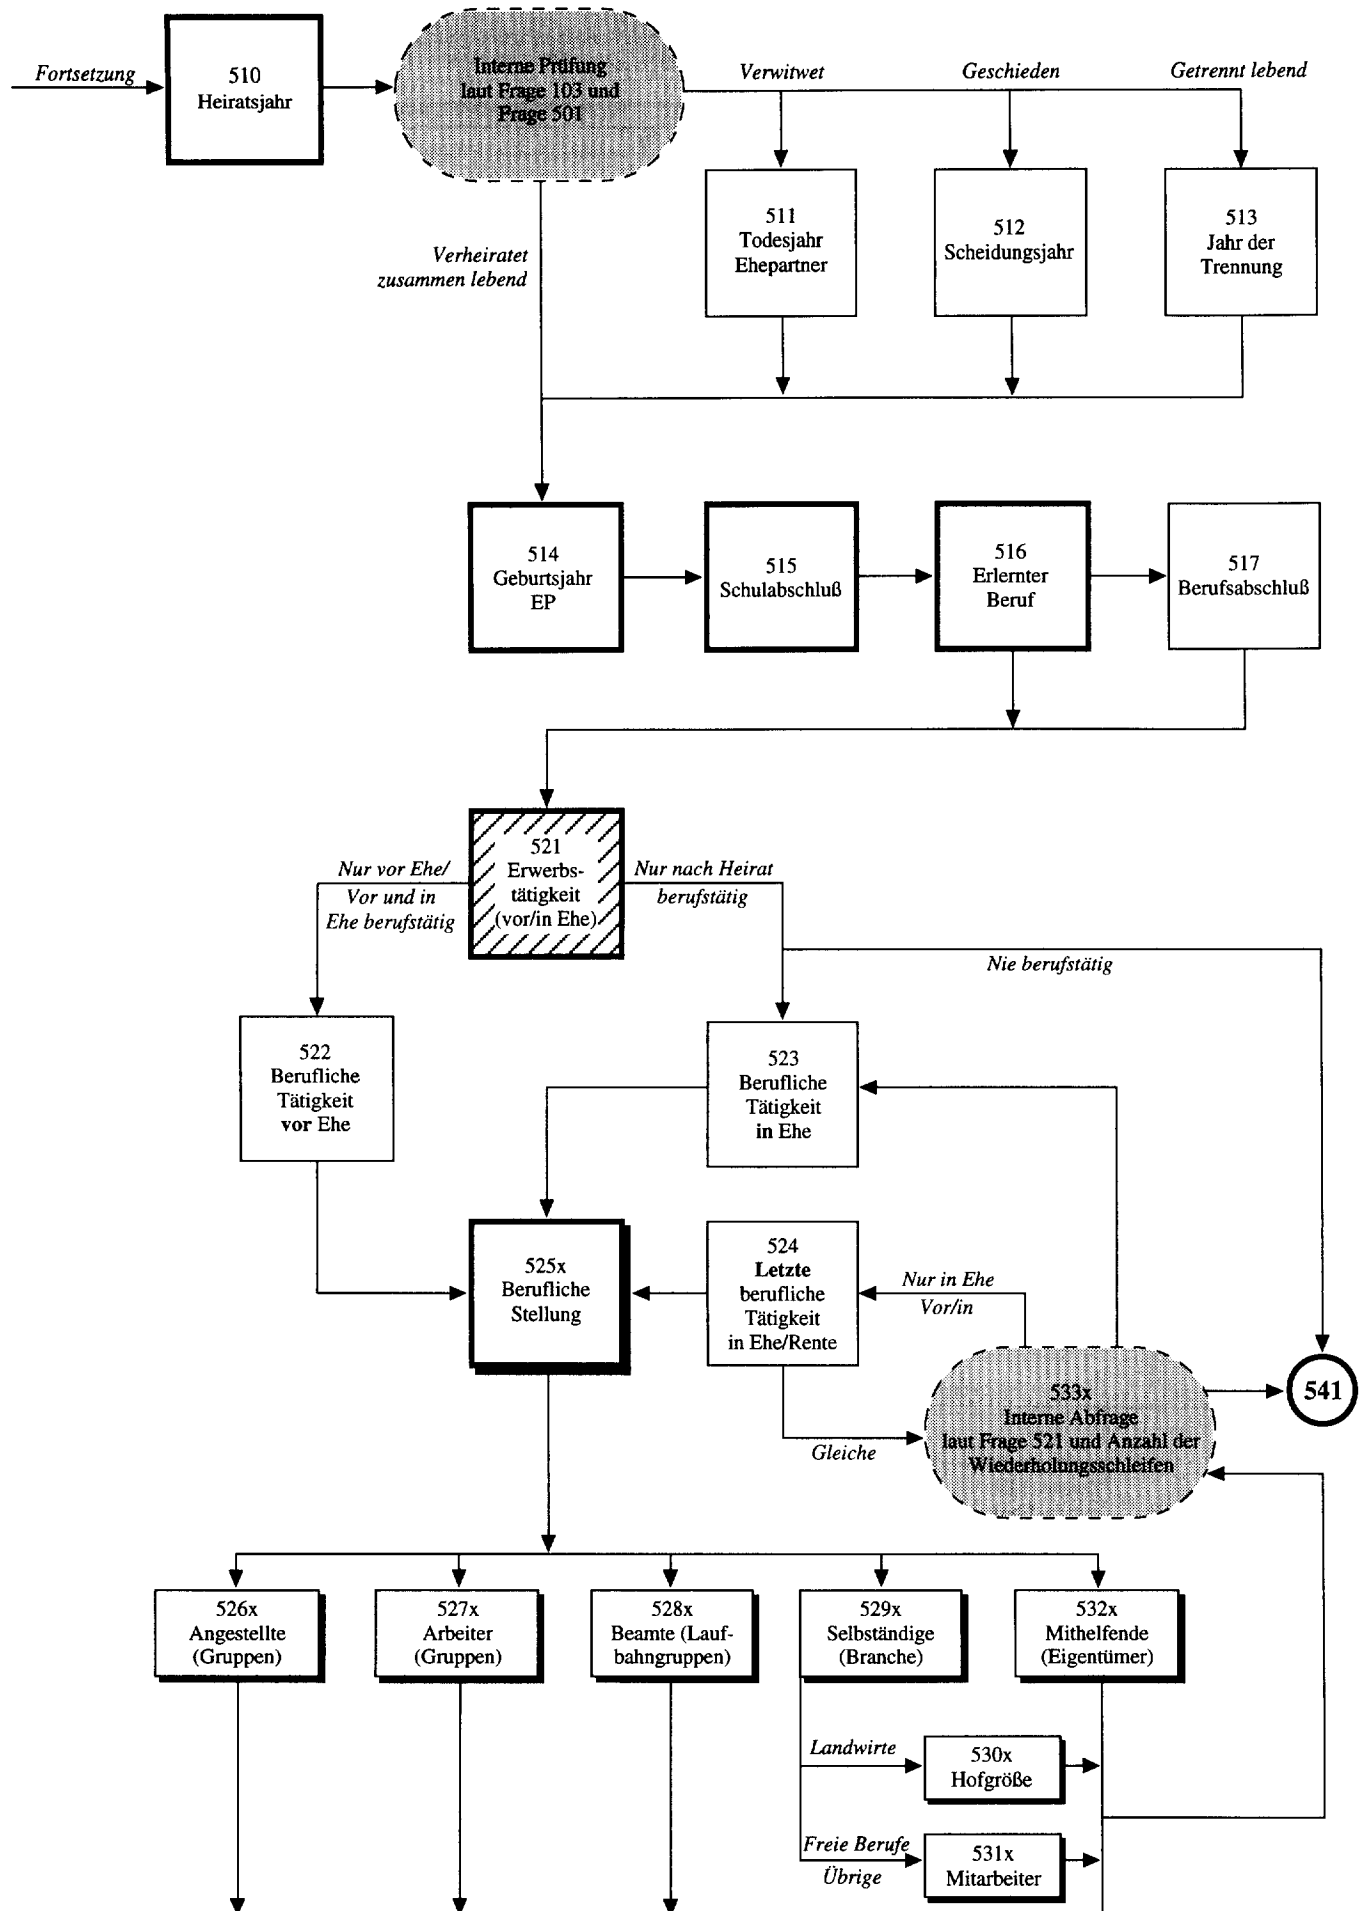 Fortsetzung
510
Heiratsjahr
Interne Prüfung
laut Frage 103 und
Frage 501
Verwitwet
Geschieden
Getrennt lebend
511
Todesjahr
Ehepartner
512
Scheidungsjahr
513
Jahr der
Trennung
Verheiratet
zusammen lebend
514
Geburtsjahr
EP
515
Schulabschluß
516
Erlernter
Beruf
517
Berufsabschluß
521
Erwerbs-
tätigkeit
(vor/in Ehe)
Nur vor Ehe/
Vor und in
Ehe berufstätig
Nur nach Heirat
berufstätig
Nie berufstätig
522
Berufliche
Tätigkeit
vor Ehe
523
Berufliche
Tätigkeit
in Ehe
525x
Berufliche
Stellung
524
Letzte
berufliche
Tätigkeit
in Ehe/Rente
Nur in Ehe
Vor/in
Gleiche
533x
Interne Abfrage
laut Frage 521 und Anzahl der
Wiederholungsschleifen
541
526x
Angestellte
(Gruppen)
527x
Arbeiter
(Gruppen)
528x
Beamte (Lauf-
bahngruppen)
529x
Selbständige
(Branche)
532x
Mithelfende
(Eigentümer)
Landwirte
530x
Hofgröße
Freie Berufe
Übrige
531x
Mitarbeiter